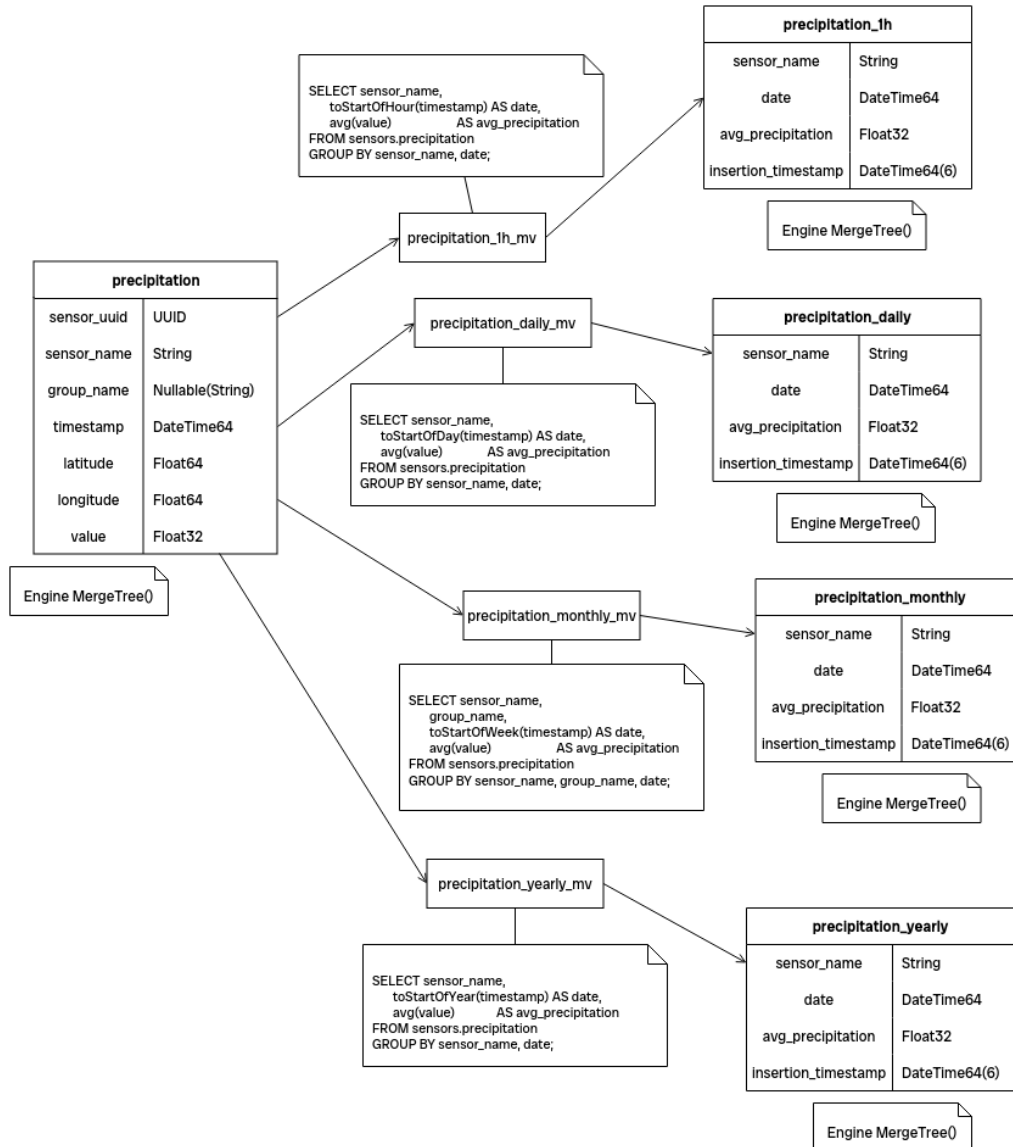 precipitation_1h
sensor_name String
date DateTime64
avg_precipitation Float32
insertion_timestamp DateTime64(6)
Engine MergeTree()
SELECT sensor_name,
toStartOfHour(timestamp) AS date,
avg(value) AS avg_precipitation
FROM sensors.precipitation
GROUP BY sensor_name, date;
precipitation_1h_mv
precipitation
sensor_uuid UUID
sensor_name String
group_name Nullable(String)
timestamp DateTime64
latitude Float64
longitude Float64
value Float32
Engine MergeTree()
precipitation_daily_mv
SELECT sensor_name,
toStartOfDay(timestamp) AS date,
avg(value) AS avg_precipitation
FROM sensors.precipitation
GROUP BY sensor_name, date;
precipitation_daily
sensor_name String
date DateTime64
avg_precipitation Float32
insertion_timestamp DateTime64(6)
Engine MergeTree()
precipitation_monthly_mv
SELECT sensor_name,
group_name,
toStartOfWeek(timestamp) AS date,
avg(value) AS avg_precipitation
FROM sensors.precipitation
GROUP BY sensor_name, group_name, date;
precipitation_monthly
sensor_name String
date DateTime64
avg_precipitation Float32
insertion_timestamp DateTime64(6)
Engine MergeTree()
precipitation_yearly_mv
SELECT sensor_name,
toStartOfYear(timestamp) AS date,
avg(value) AS avg_precipitation
FROM sensors.precipitation
GROUP BY sensor_name, date;
precipitation_yearly
sensor_name String
date DateTime64
avg_precipitation Float32
insertion_timestamp DateTime64(6)
Engine MergeTree()